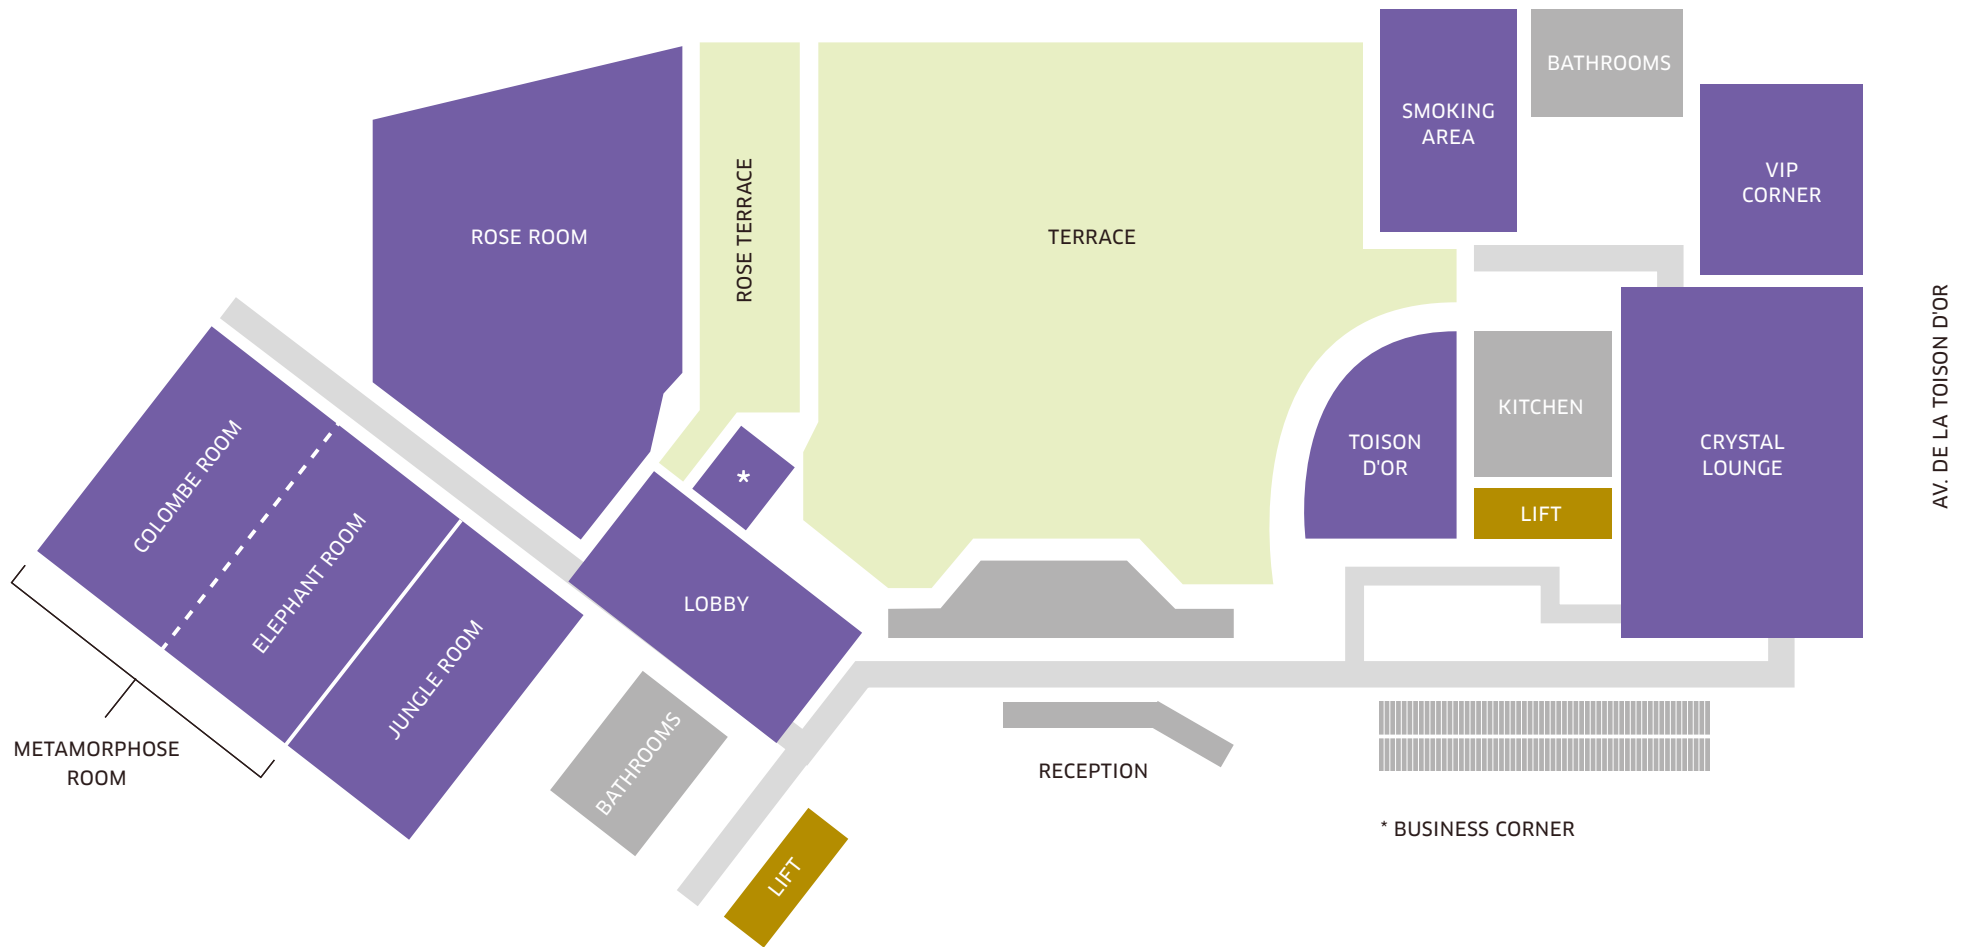 BATHROOMS
SMOKING
AREA
VIP
CORNER
ROSE ROOM
ROSE TERRACE
TERRACE
AV. DE LA TOISON D'OR
KITCHEN
TOISON
D'OR
CRYSTAL
LOUNGE
LIFT
COLOMBE ROOM
ELEPHANT ROOM
JUNGLE ROOM
*
LOBBY
METAMORPHOSE
ROOM
BATHROOMS
RECEPTION
LIFT
* BUSINESS CORNER